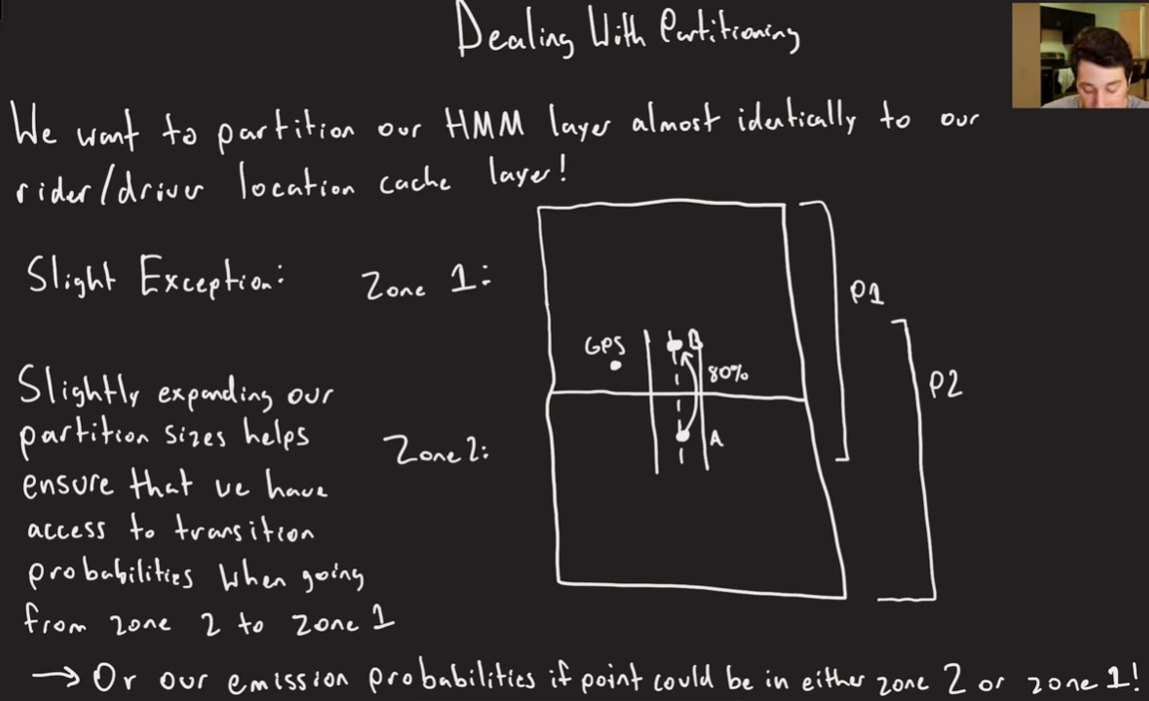 Dealing With Partitioning
We want to partition our HMM layer almost identically to our
rider/driver location cache layer!
Slight Exception:
Zone 1:
P1
GPS
B
80%
P2
Slightly expanding our
partition sizes helps
ensure that we have
access to transition
probabilities when going
from zone 2 to zone 1
Zone 2:
A
→ Or our emission probabilities if point could be in either zone 2 or zone 1!